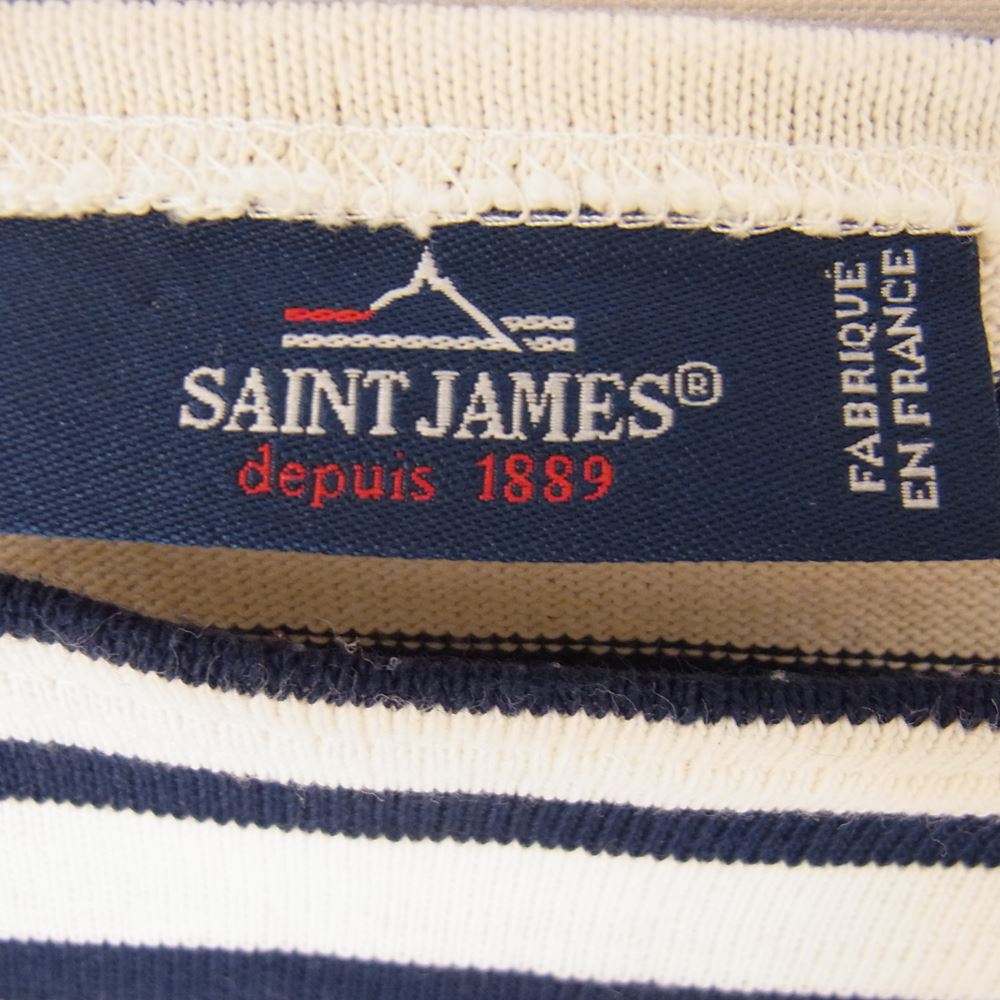 SAINT JAMES®
depuis 1889
FABRIQUÉ
EN FRANCE